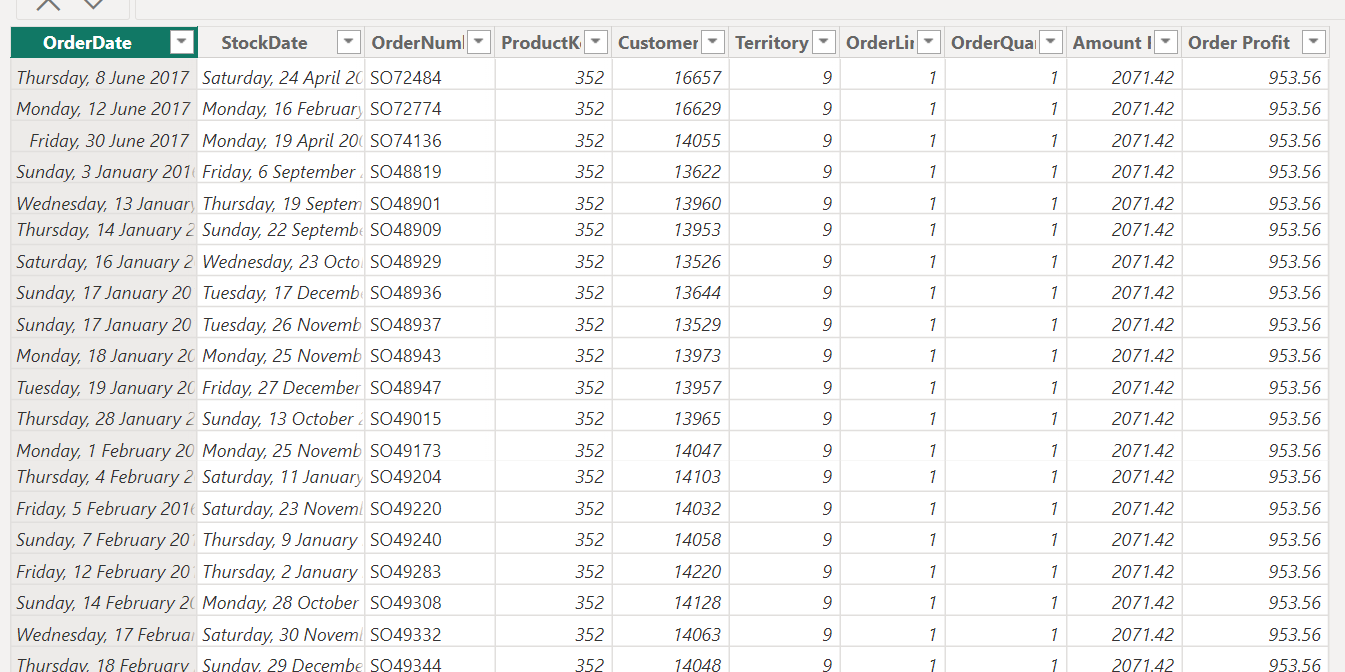 OrderDate StockDate OrderNum ProductK Customer Territory OrderLi OrderQua Amount Order Profit
Thursday, 8 June 2017 Saturday, 24 April 20 SO72484 352 16657 9 1 1 2071.42 953.56
Monday, 12 June 2017 Monday, 16 February SO72774 352 16629 9 1 1 2071.42 953.56
Friday, 30 June 2017 Monday, 19 April 20 SO74136 352 14055 9 1 1 2071.42 953.56
Sunday, 3 January 201 Friday, 6 September SO48819 352 13622 9 1 1 2071.42 953.56
Wednesday, 13 January Thursday, 19 Septem SO48901 352 13960 9 1 1 2071.42 953.56
Thursday, 14 January 2 Sunday, 22 Septemb SO48909 352 13953 9 1 1 2071.42 953.56
Saturday, 16 January 2 Wednesday, 23 Octo SO48929 352 13526 9 1 1 2071.42 953.56
Sunday, 17 January 20 Tuesday, 17 Decemb SO48936 352 13644 9 1 1 2071.42 953.56
Sunday, 17 January 20 Tuesday, 26 Novemb SO48937 352 13529 9 1 1 2071.42 953.56
Monday, 18 January 20 Monday, 25 Novemb SO48943 352 13973 9 1 1 2071.42 953.56
Tuesday, 19 January 20 Friday, 27 December SO48947 352 13957 9 1 1 2071.42 953.56
Thursday, 28 January 2 Sunday, 13 October SO49015 352 13965 9 1 1 2071.42 953.56
Monday, 1 February 20 Monday, 25 Novemb SO49173 352 14047 9 1 1 2071.42 953.56
Thursday, 4 February 2 Saturday, 11 January SO49204 352 14103 9 1 1 2071.42 953.56
Friday, 5 February 201 Saturday, 23 Novem SO49220 352 14032 9 1 1 2071.42 953.56
Sunday, 7 February 20 Thursday, 9 January SO49240 352 14058 9 1 1 2071.42 953.56
Friday, 12 February 20 Thursday, 2 January SO49283 352 14220 9 1 1 2071.42 953.56
Sunday, 14 February 20 Monday, 28 October SO49308 352 14128 9 1 1 2071.42 953.56
Wednesday, 17 Februar Saturday, 30 Novem SO49332 352 14063 9 1 1 2071.42 953.56
Thursday, 18 February Sunday, 29 Decembe SO49344 352 14048 9 1 1 2071.42 953.56